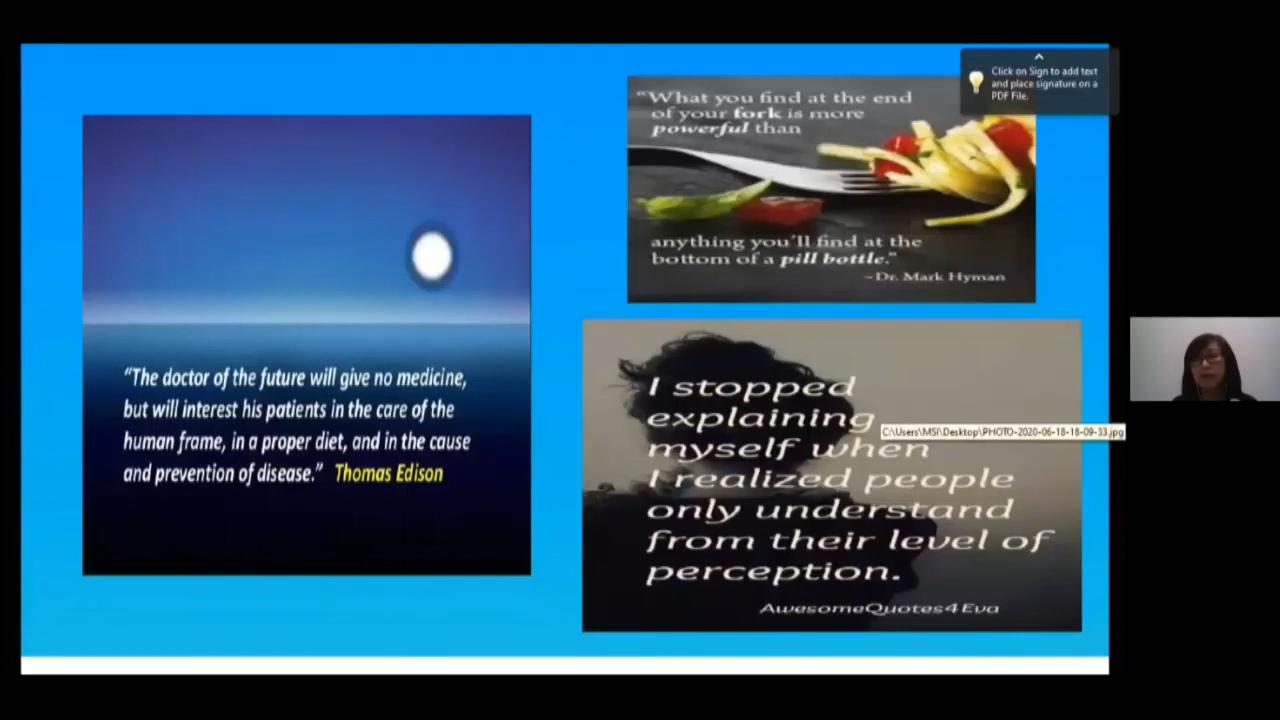 “The doctor of the future will give no medicine,
but will interest his patients in the care of the
human frame, in a proper diet, and in the cause
and prevention of disease.” Thomas Edison
“What you find at the end
of your fork is more
powerful than
anything you’ll find at the
bottom of a pill bottle.”
~Dr. Mark Hyman
Click on Sign to add text
and place signature on a
PDF File.
I stopped
explaining
myself when
I realized people
only understand
from their level of
perception.
AwesomeQuotes4Eva
C:\Users\MSI\Desktop\PHOTO-2020-06-18-18-09-33.jpg